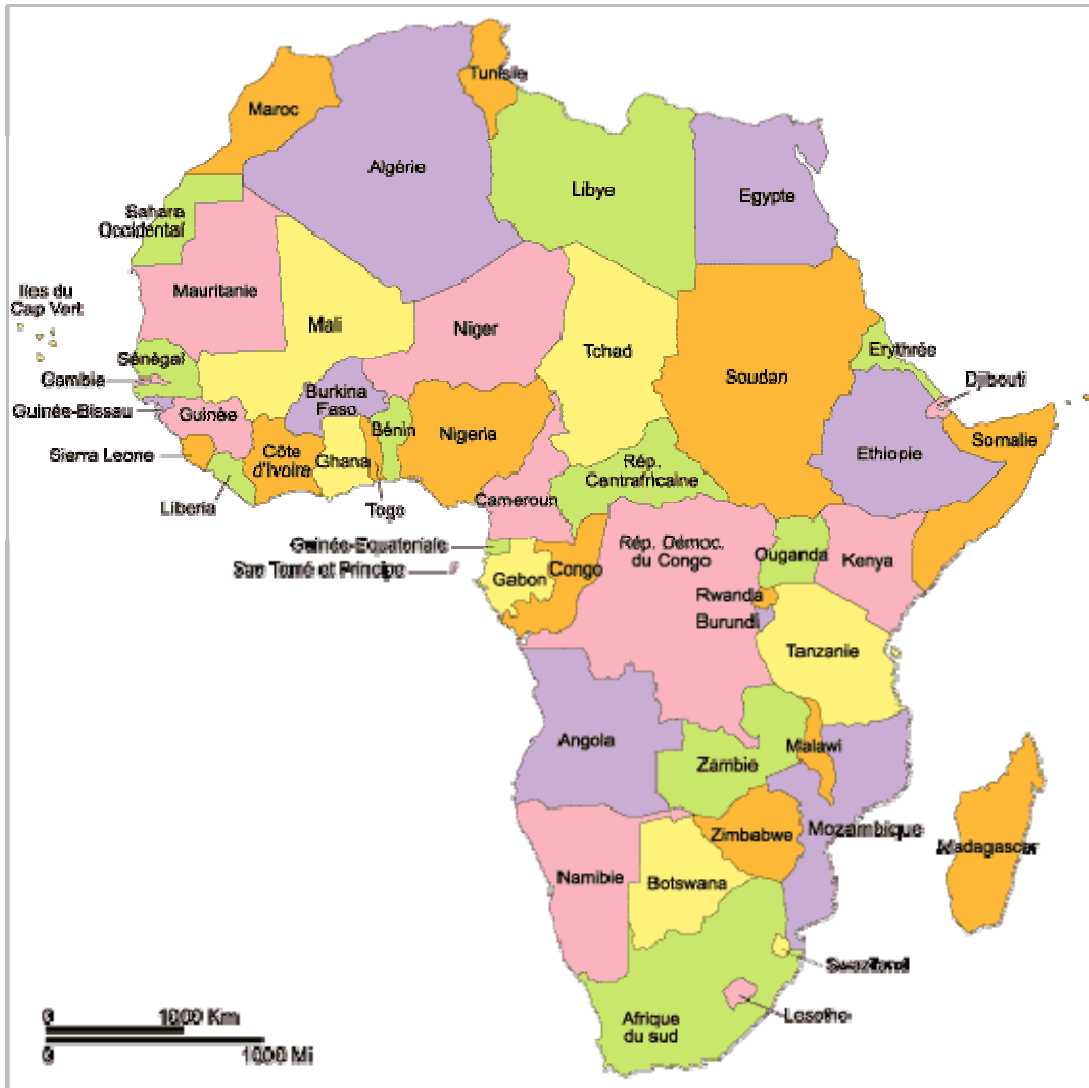 Tunisie
Maroc
Algérie
Libye
Egypte
Sahara
Occidental
Mauritanie
Iles du
Cap Vert
Mali
Niger
Tchad
Soudan
Erythrée
Djibouti
Sénégal
Gambie
Guinée-Bissau
Guinée
Burkina
Faso
Bénin
Nigeria
Somalie
Ethiopie
Sierra Leone
Côte
d'Ivoire
Ghana
Rép.
Centrafricaine
Liberia
Togo
Cameroun
Guinée-Equatoriale
Sao Tomé et Principe
Gabon
Congo
Rép. Démoc.
du Congo
Ouganda
Kenya
Rwanda
Burundi
Tanzanie
Angola
Zambie
Malawi
Mozambique
Zimbabwe
Madagascar
Namibie
Botswana
Swaziland
Lesotho
Afrique
du sud
0 1000 Km
0 1000 Mi